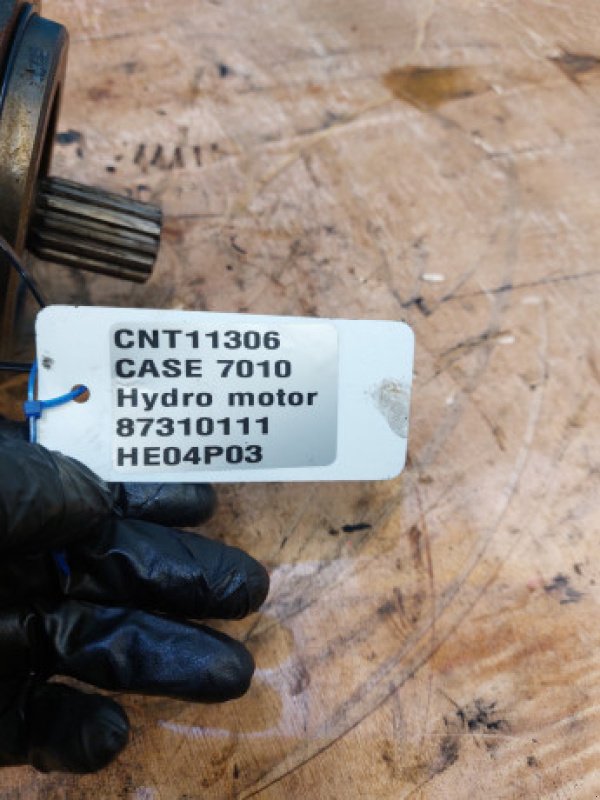 CNT11306
CASE 7010
Hydro motor
87310111
HE04P03